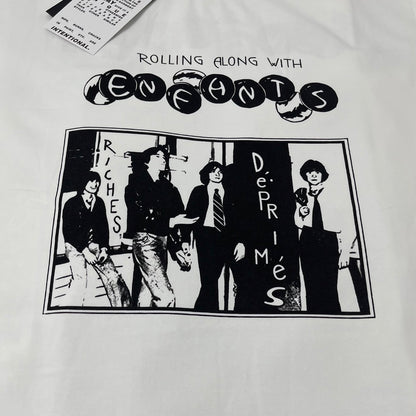 INTENTIONAL
ROLLING ALONG WITH
ENFANTS
RICHES
DéPRIMéS